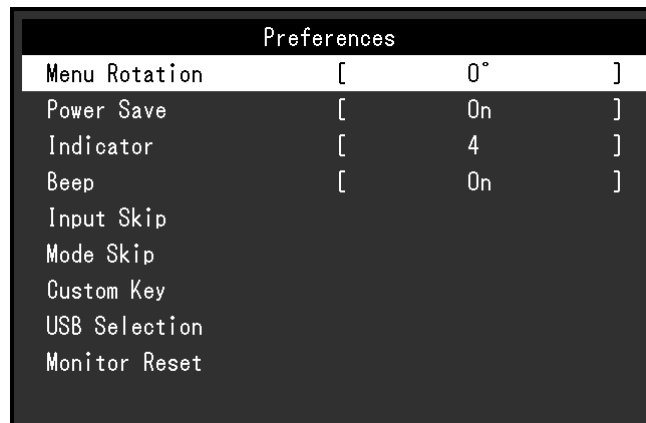 Preferences
Menu Rotation [ 0° ]
Power Save [ On ]
Indicator [ 4 ]
Beep [ On ]
Input Skip
Mode Skip
Custom Key
USB Selection
Monitor Reset